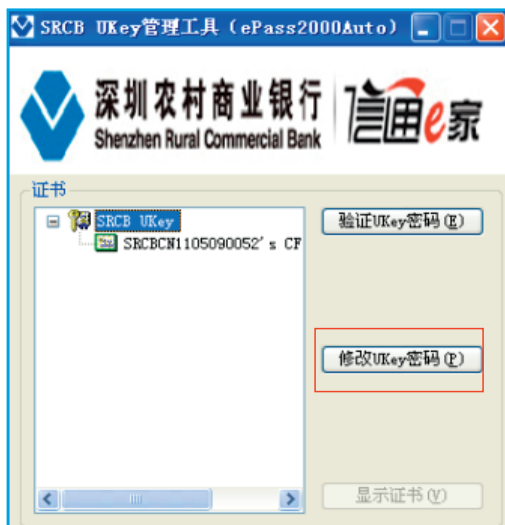 SRCB UKey管理工具（ePass2000Auto）
深圳农村商业银行
Shenzhen Rural Commercial Bank
信通e家
证书
SRCB UKey
验证UKey密码(E)
SRCBCN1105090052's CF
修改UKey密码(P)
显示证书(V)